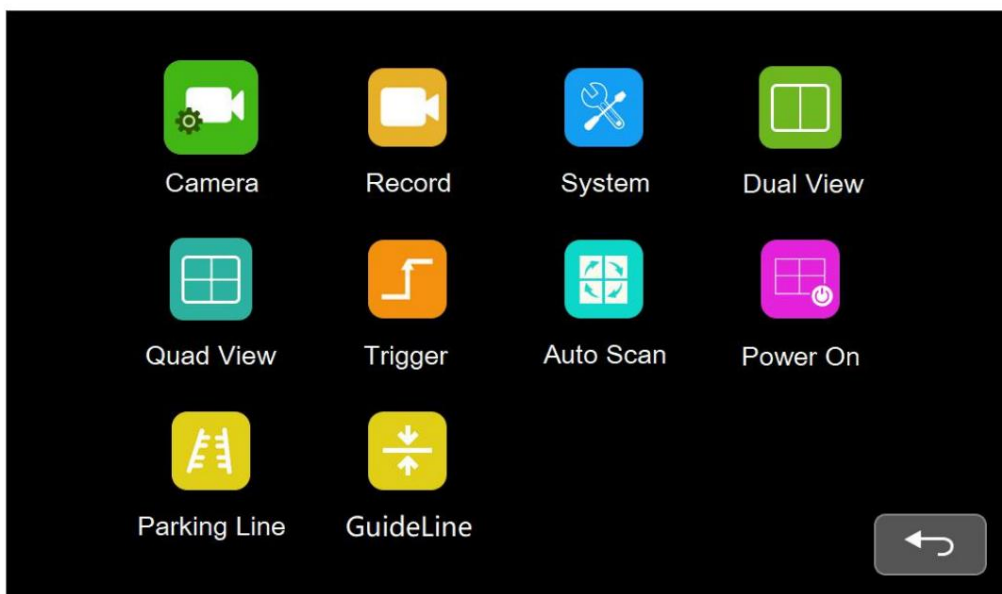 Camera
Record
System
Dual View
Quad View
Trigger
Auto Scan
Power On
Parking Line
GuideLine